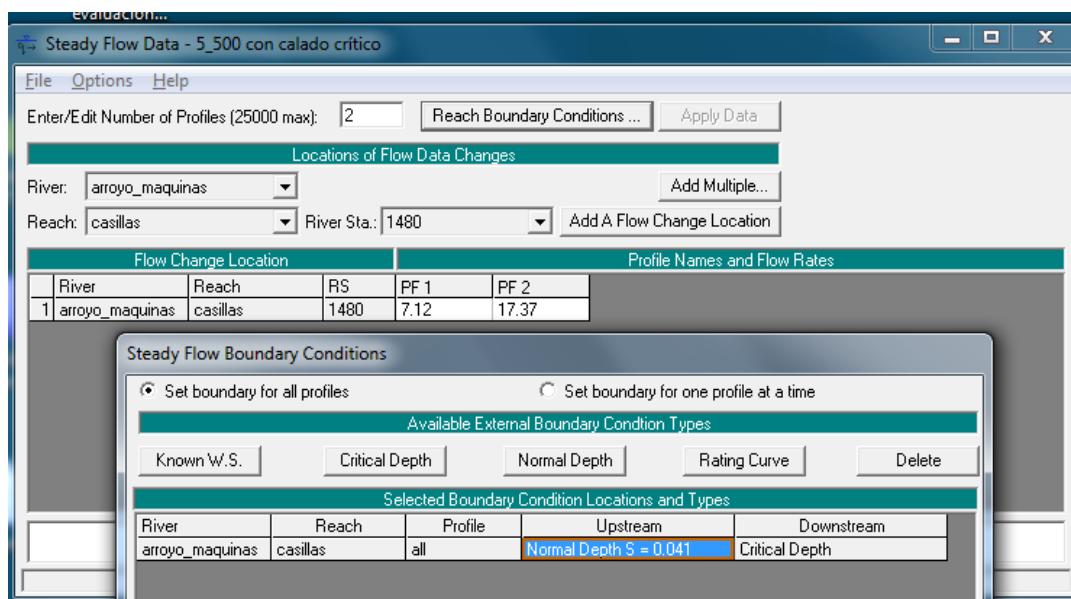 evaluación...
Steady Flow Data - 5_500 con calado crítico
File Options Help
Enter/Edit Number of Profiles (25000 max): 2 Reach Boundary Conditions ... Apply Data
Locations of Flow Data Changes
River: arroyo_maquinas Add Multiple...
Reach: casillas River Sta.: 1480 Add A Flow Change Location
Flow Change Location Profile Names and Flow Rates
River Reach RS PF 1 PF 2
1 arroyo_maquinas casillas 1480 7.12 17.37
Steady Flow Boundary Conditions
Set boundary for all profiles Set boundary for one profile at a time
Available External Boundary Condtion Types
Known W.S. Critical Depth Normal Depth Rating Curve Delete
Selected Boundary Condition Locations and Types
River Reach Profile Upstream Downstream
arroyo_maquinas casillas all Normal Depth S = 0.041 Critical Depth